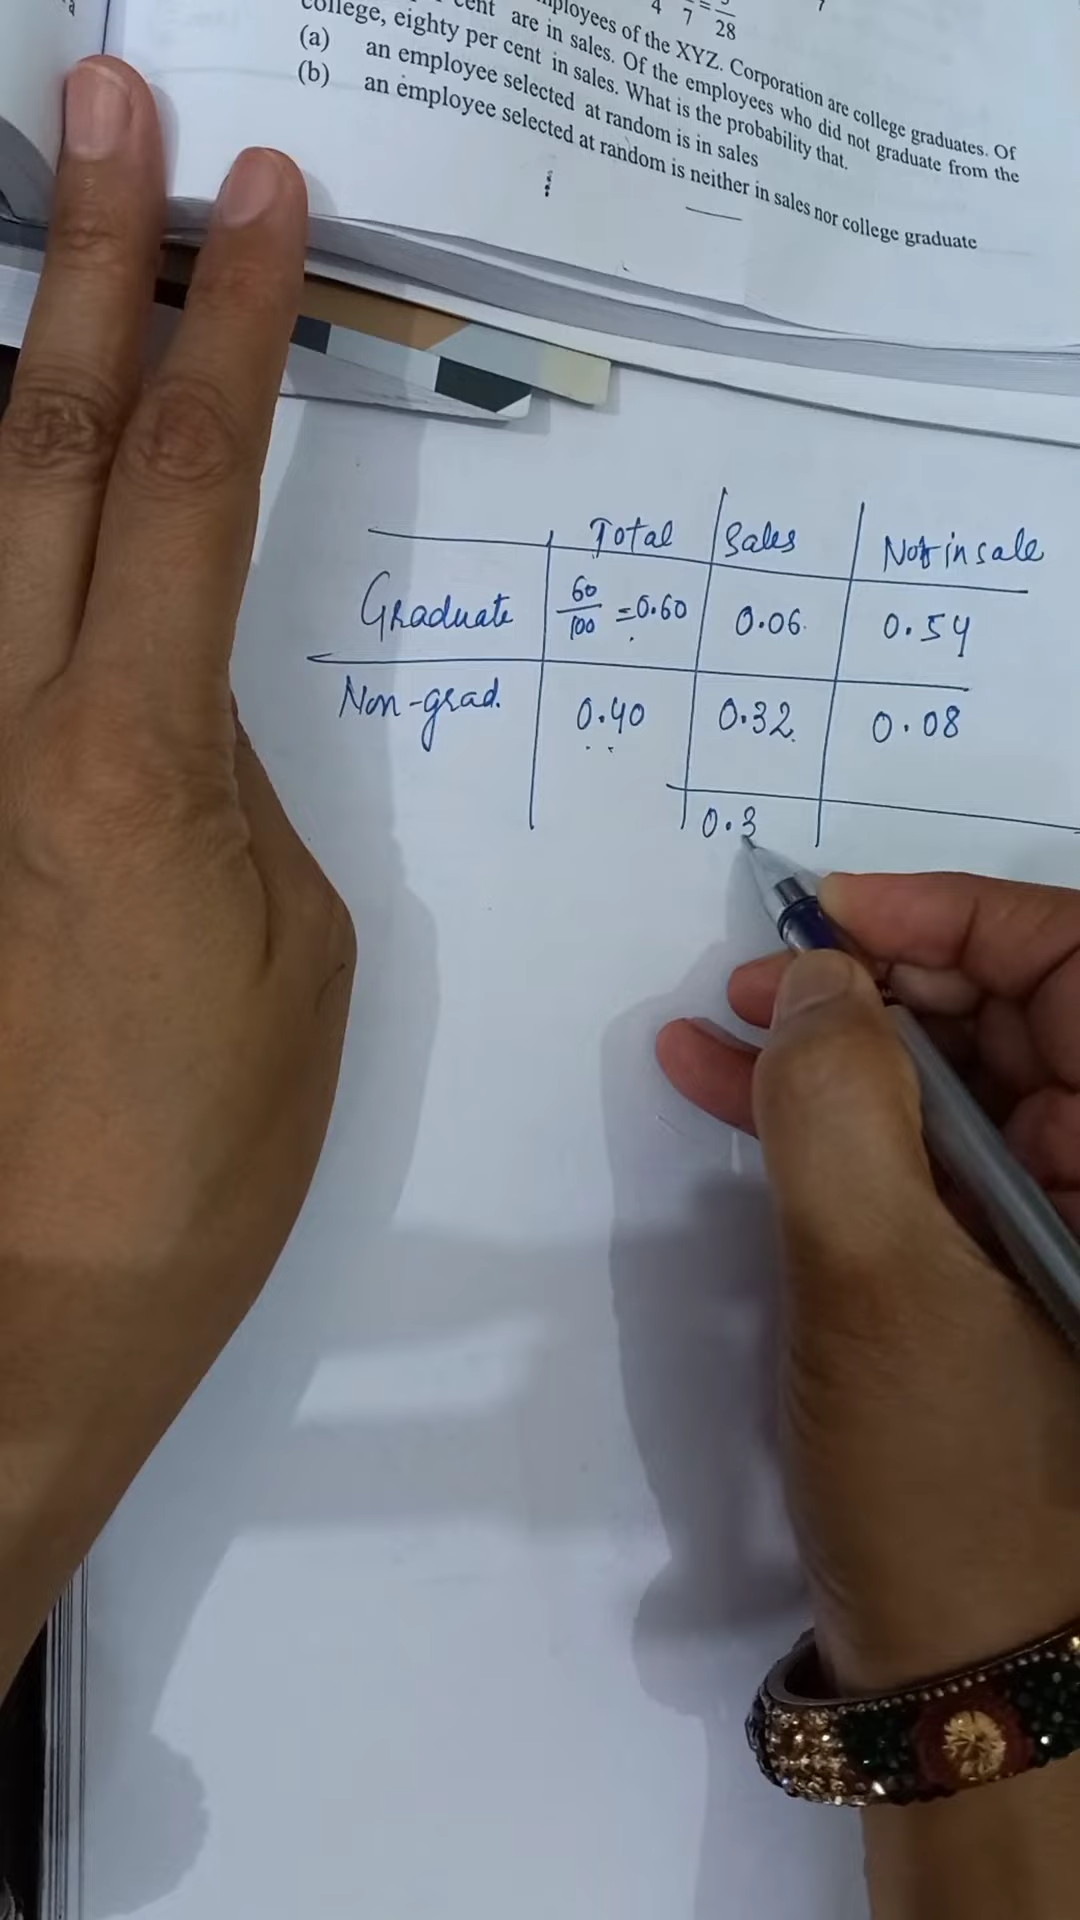 4 7 = 28
employees of the XYZ. Corporation are college graduates. Of
cent are in sales. Of the employees who did not graduate from the
college, eighty per cent in sales. What is the probability that.
(a) an employee selected at random is in sales
(b) an employee selected at random is neither in sales nor college graduate
Total Sales Not in sale
Graduate 60/100 = 0.60 0.06 0.54
Non-grad. 0.40 0.32 0.08
0.3